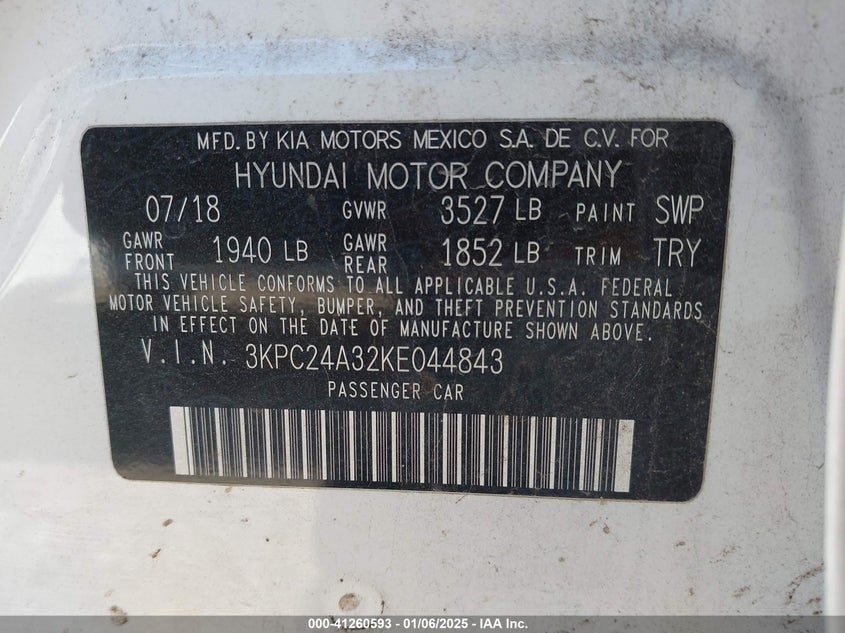 MFD. BY KIA MOTORS MEXICO S.A. DE C.V. FOR
HYUNDAI MOTOR COMPANY
07/18 GVWR 3527 LB PAINT SWP
GAWR FRONT 1940 LB GAWR REAR 1852 LB TRIM TRY
THIS VEHICLE CONFORMS TO ALL APPLICABLE U.S.A. FEDERAL
MOTOR VEHICLE SAFETY, BUMPER, AND THEFT PREVENTION STANDARDS
IN EFFECT ON THE DATE OF MANUFACTURE SHOWN ABOVE.
V.I.N. 3KPC24A32KE044843
PASSENGER CAR
000-41260593 - 01/06/2025 - IAA Inc.